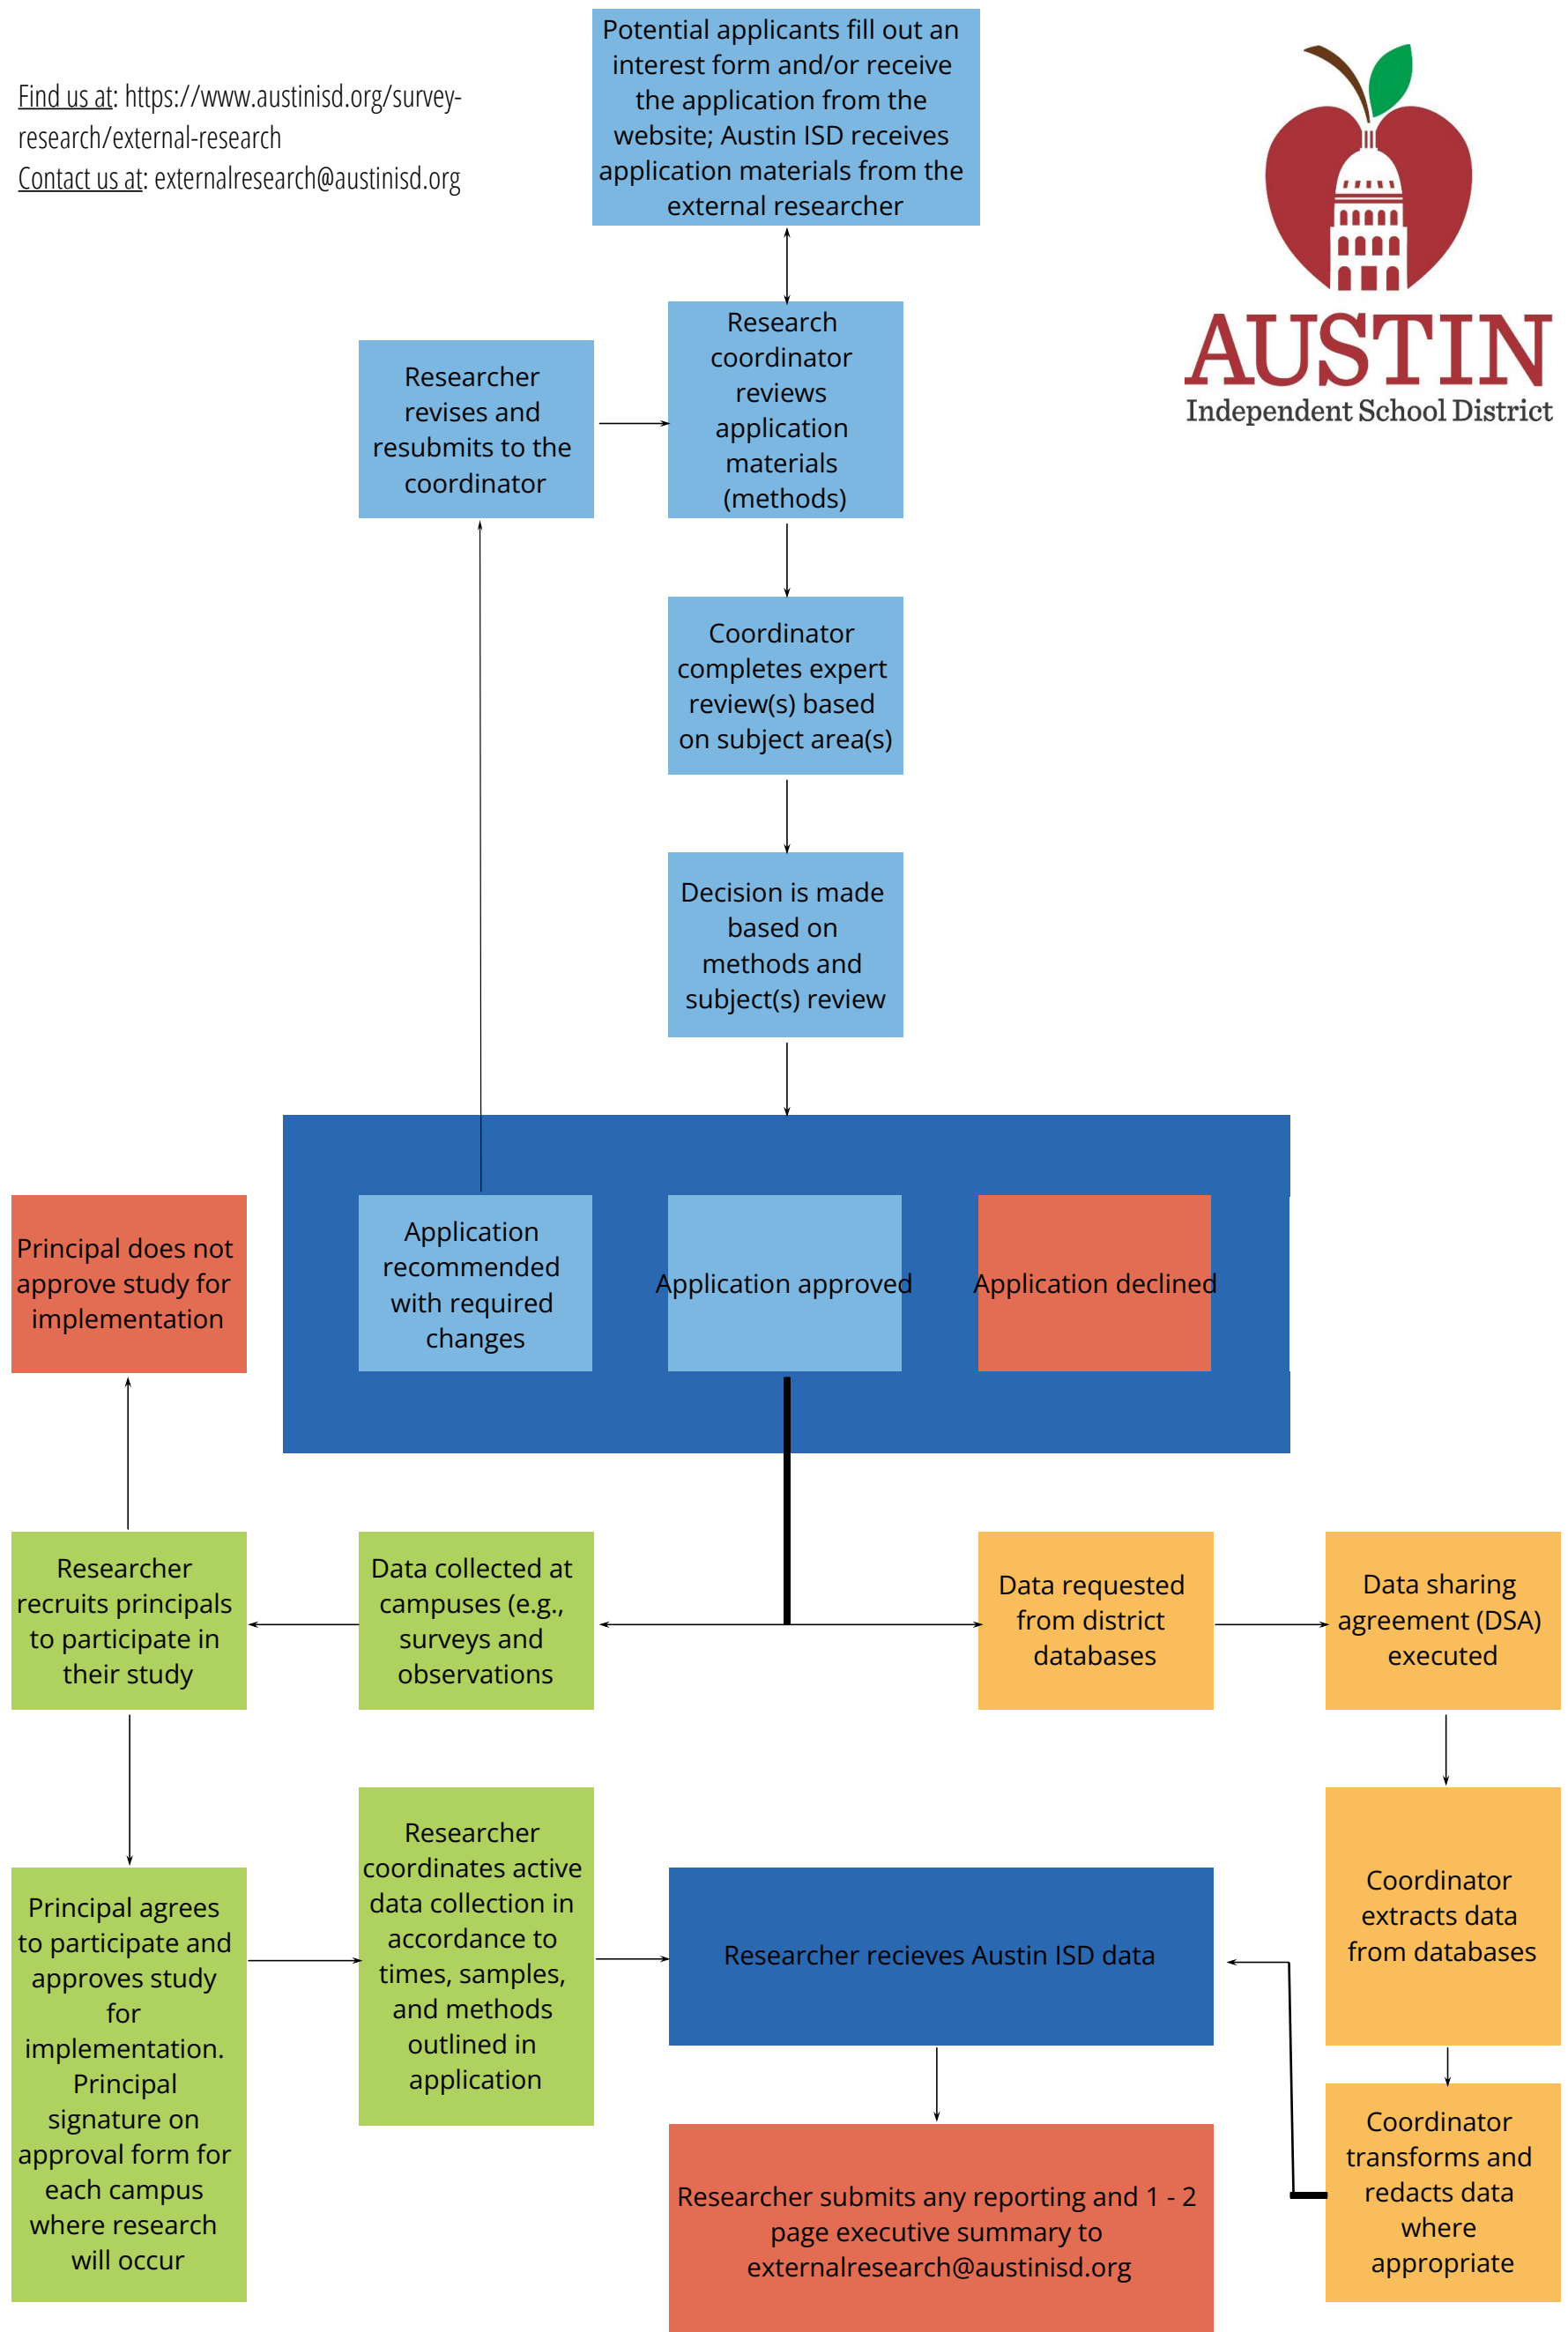 Find us at: https://www.austinisd.org/survey-
research/external-research
Contact us at: externalresearch@austinisd.org
Potential applicants fill out an
interest form and/or receive
the application from the
website; Austin ISD receives
application materials from the
external researcher
AUSTIN
Independent School District
Researcher
revises and
resubmits to the
coordinator
Research
coordinator
reviews
application
materials
(methods)
Coordinator
completes expert
review(s) based
on subject area(s)
Decision is made
based on
methods and
subject(s) review
Principal does not
approve study for
implementation
Application
recommended
with required
changes
Application approved
Application declined
Researcher
recruits principals
to participate in
their study
Data collected at
campuses (e.g.,
surveys and
observations
Data requested
from district
databases
Data sharing
agreement (DSA)
executed
Principal agrees
to participate and
approves study
for
implementation.
Principal
signature on
approval form for
each campus
where research
will occur
Researcher
coordinates active
data collection in
accordance to
times, samples,
and methods
outlined in
application
Researcher recieves Austin ISD data
Coordinator
extracts data
from databases
Researcher submits any reporting and 1 - 2
page executive summary to
externalresearch@austinisd.org
Coordinator
transforms and
redacts data
where
appropriate